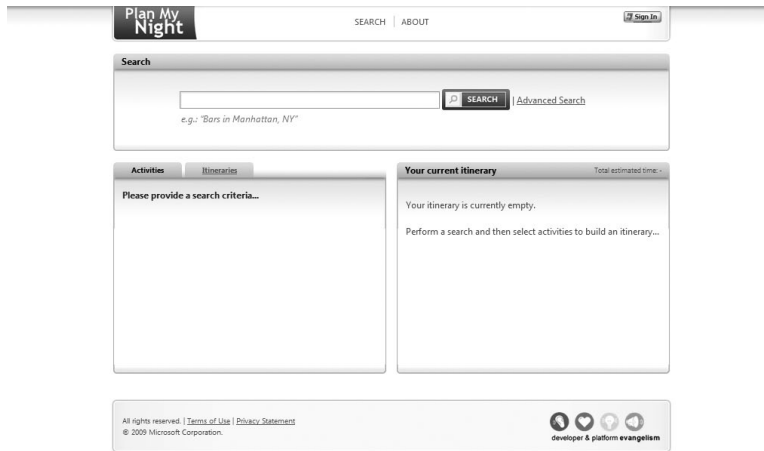 Plan My
Night
SEARCH | ABOUT
Sign In
Search
SEARCH | Advanced Search
e.g.: "Bars in Manhattan, NY"
Activities Itineraries
Please provide a search criteria...
Your current itinerary Total estimated time: -
Your itinerary is currently empty.
Perform a search and then select activities to build an itinerary...
All rights reserved. | Terms of Use | Privacy Statement
© 2009 Microsoft Corporation.
developer & platform evangelism